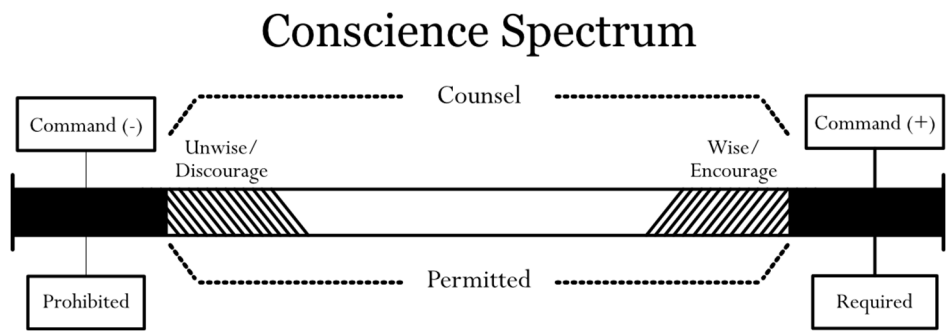 Conscience Spectrum
Counsel
Command (-)
Command (+)
Unwise/
Discourage
Wise/
Encourage
Permitted
Prohibited
Required